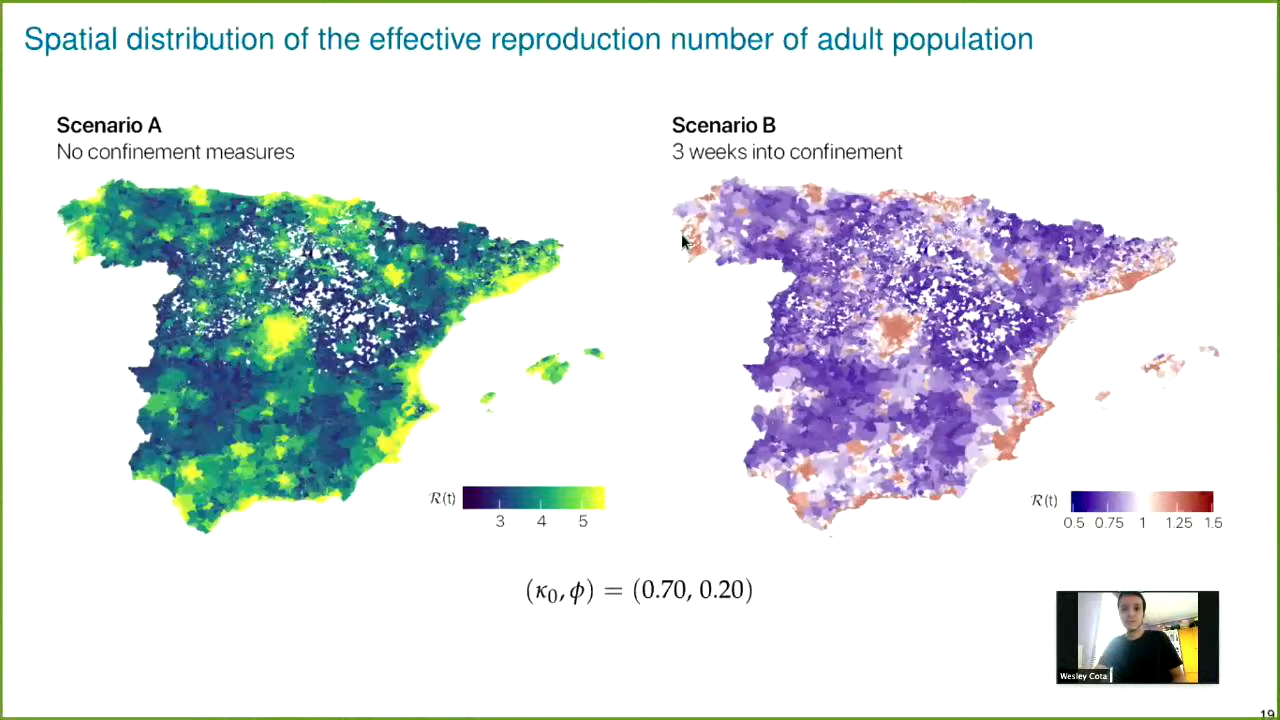 Spatial distribution of the effective reproduction number of adult population
Scenario A
No confinement measures
Scenario B
3 weeks into confinement
ℛ(t)
3 4 5
ℛ(t)
0.5 0.75 1 1.25 1.5
(κ₀, ϕ) = (0.70, 0.20)
Wesley Cota
19